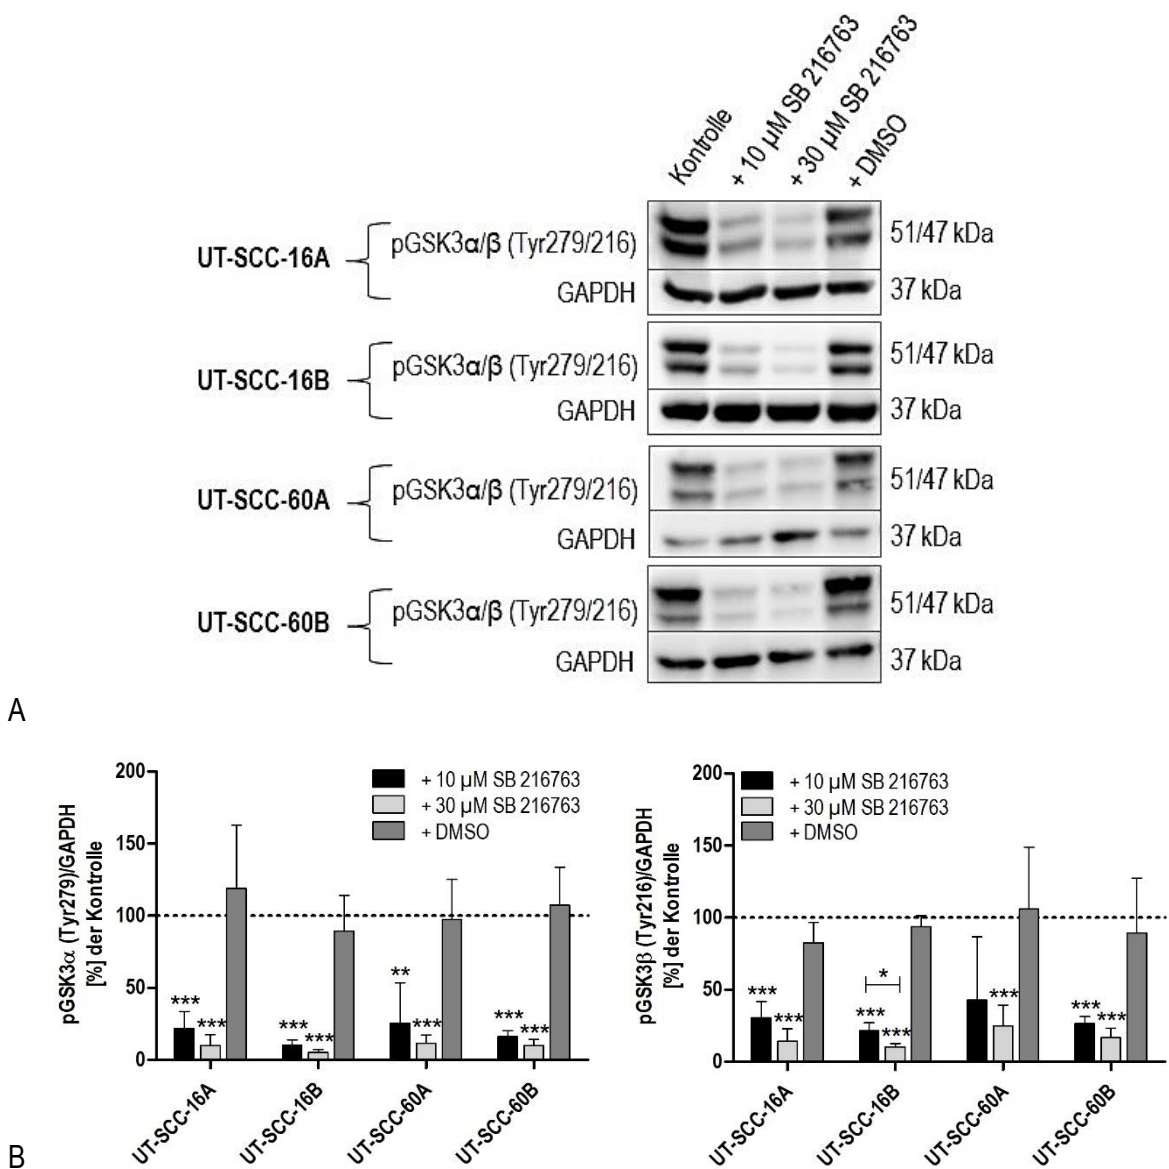 Kontrolle
+ 10 µM SB 216763
+ 30 µM SB 216763
+ DMSO
UT-SCC-16A
pGSK3α/β (Tyr279/216)
51/47 kDa
GAPDH
37 kDa
UT-SCC-16B
pGSK3α/β (Tyr279/216)
51/47 kDa
GAPDH
37 kDa
UT-SCC-60A
pGSK3α/β (Tyr279/216)
51/47 kDa
GAPDH
37 kDa
UT-SCC-60B
pGSK3α/β (Tyr279/216)
51/47 kDa
GAPDH
37 kDa
A
pGSK3α (Tyr279)/GAPDH
[%] der Kontrolle
200
150
100
50
0
+ 10 µM SB 216763
+ 30 µM SB 216763
+ DMSO
*** *** *** *** ** *** *** ***
UT-SCC-16A
UT-SCC-16B
UT-SCC-60A
UT-SCC-60B
pGSK3β (Tyr216)/GAPDH
[%] der Kontrolle
200
150
100
50
0
+ 10 µM SB 216763
+ 30 µM SB 216763
+ DMSO
*
*** *** *** *** *** *** ***
UT-SCC-16A
UT-SCC-16B
UT-SCC-60A
UT-SCC-60B
B